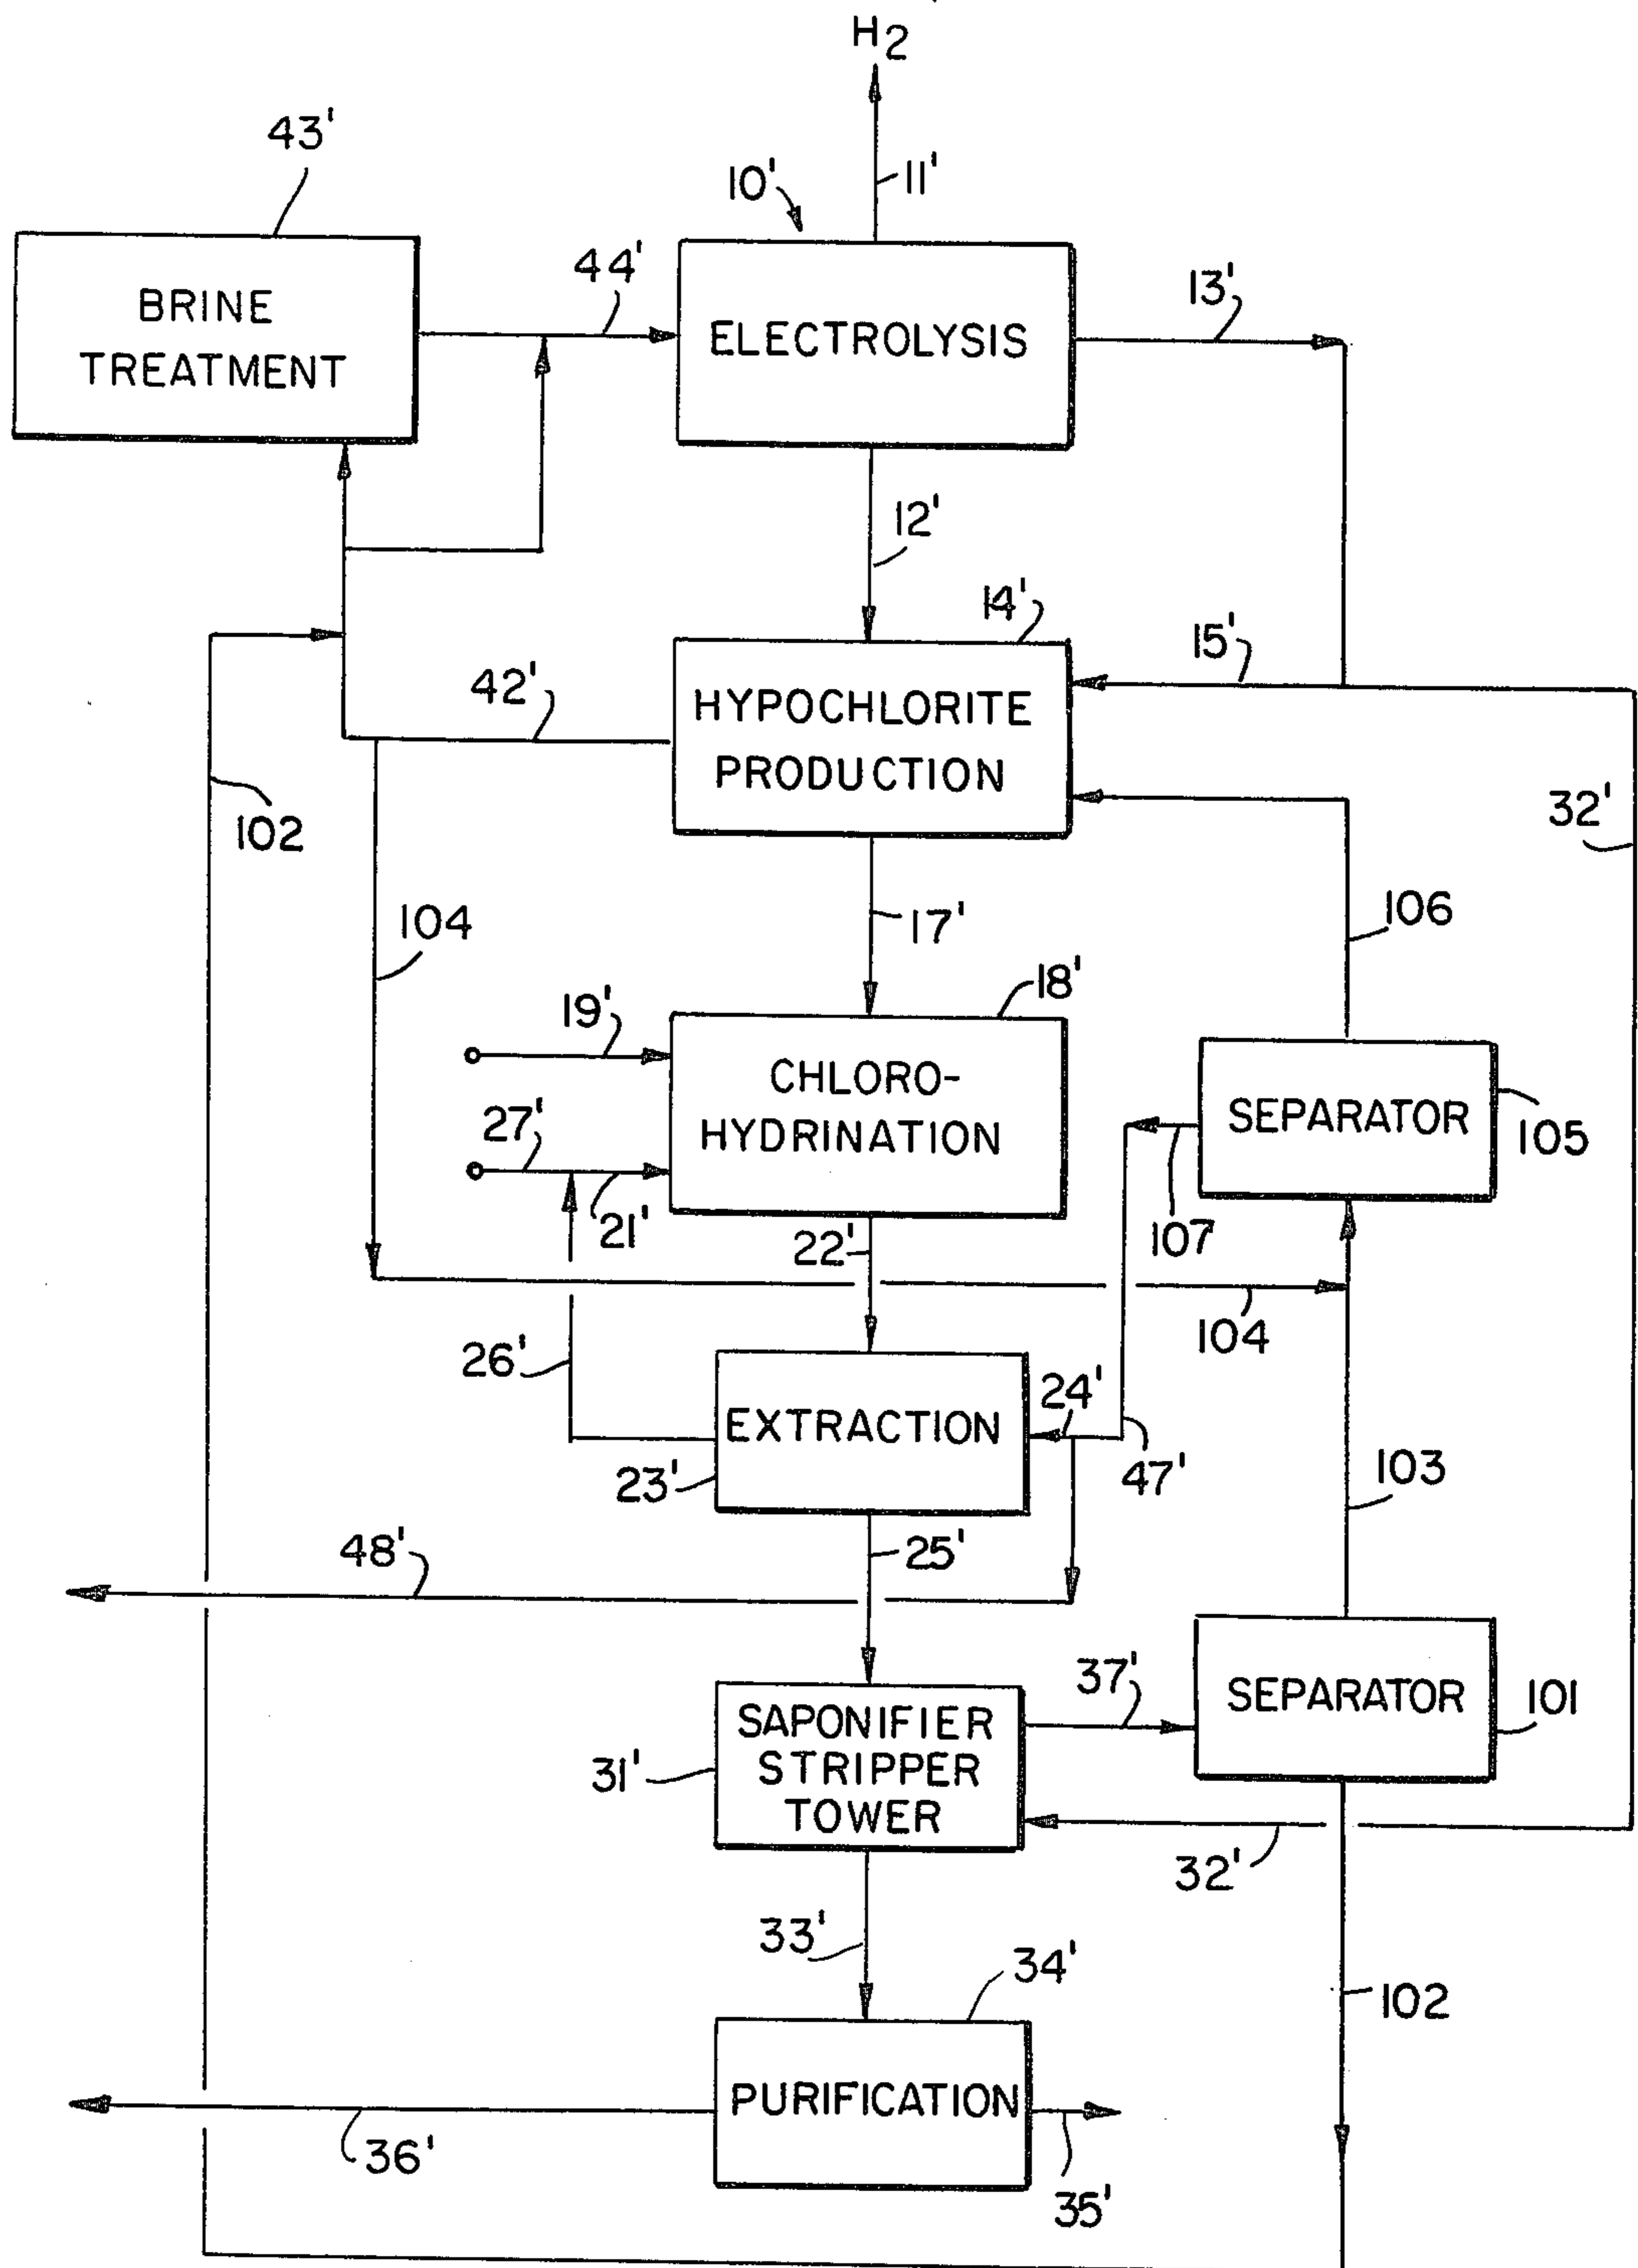 H2
43'
10'
11'
44'
13'
BRINE
TREATMENT
ELECTROLYSIS
12'
14'
15'
42'
HYPOCHLORITE
PRODUCTION
32'
102
104
17'
106
19'
18'
CHLORO-
HYDRINATION
27'
SEPARATOR
105
21'
22'
107
104
26'
24'
EXTRACTION
23'
47'
103
48'
25'
37'
SEPARATOR
101
SAPONIFIER
STRIPPER
TOWER
31'
32'
33'
34'
102
PURIFICATION
36'
35'